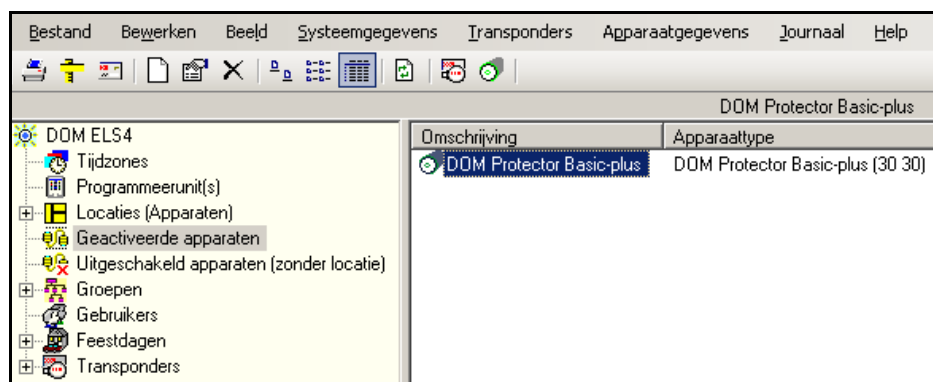 Bestand Bewerken Beeld Systeemgegevens Transponders Apparaatgegevens Journaal Help
DOM Protector Basic-plus
DOM ELS4
Tijdzones
Programmeerunit(s)
Locaties (Apparaten)
Geactiveerde apparaten
Uitgeschakeld apparaten (zonder locatie)
Groepen
Gebruikers
Feestdagen
Transponders
Omschrijving Apparaattype
DOM Protector Basic-plus DOM Protector Basic-plus (30 30)